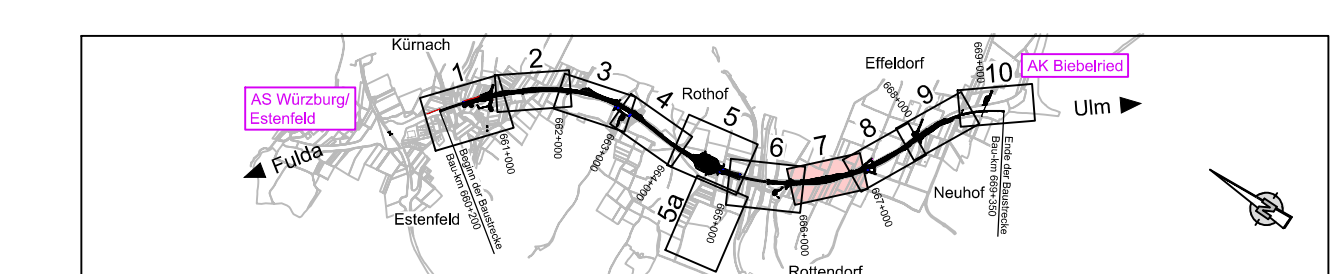 Kürnach
AS Würzburg/
Estenfeld
Fulda
Estenfeld
1
2
3
4
5
5a
6
7
8
9
10
Rothof
Effeldorf
AK Biebelried
Ulm
Neuhof
Rottendorf
Beginn der Baustrecke
Bau-km 660+200
661+000
662+000
663+000
664+000
665+000
666+000
667+000
668+000
669+000
Ende der Baustrecke
Bau-km 669+350
N